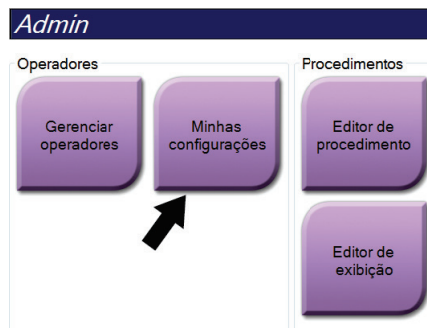 Admin
Operadores
Procedimentos
Gerenciar
operadores
Minhas
configurações
Editor de
procedimento
Editor de
exibição